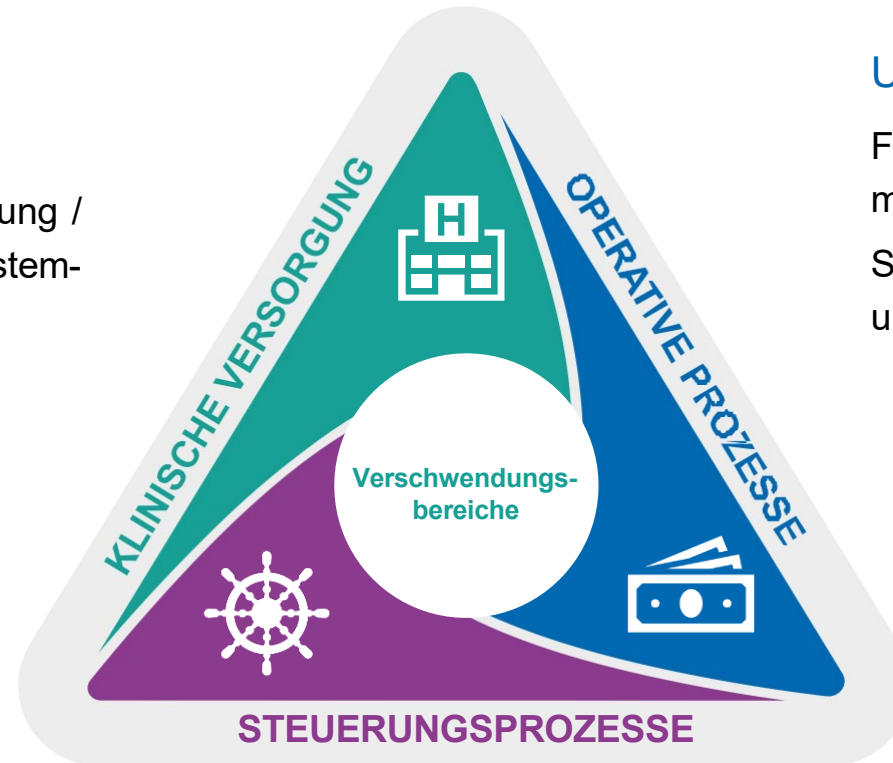 ung /
stem-
KLINISCHE VERSORGUNG
H
OPERATIVE PROZESSE
Verschwendungs-
bereiche
STEUERUNGSPROZESSE
U
F
m
S
u